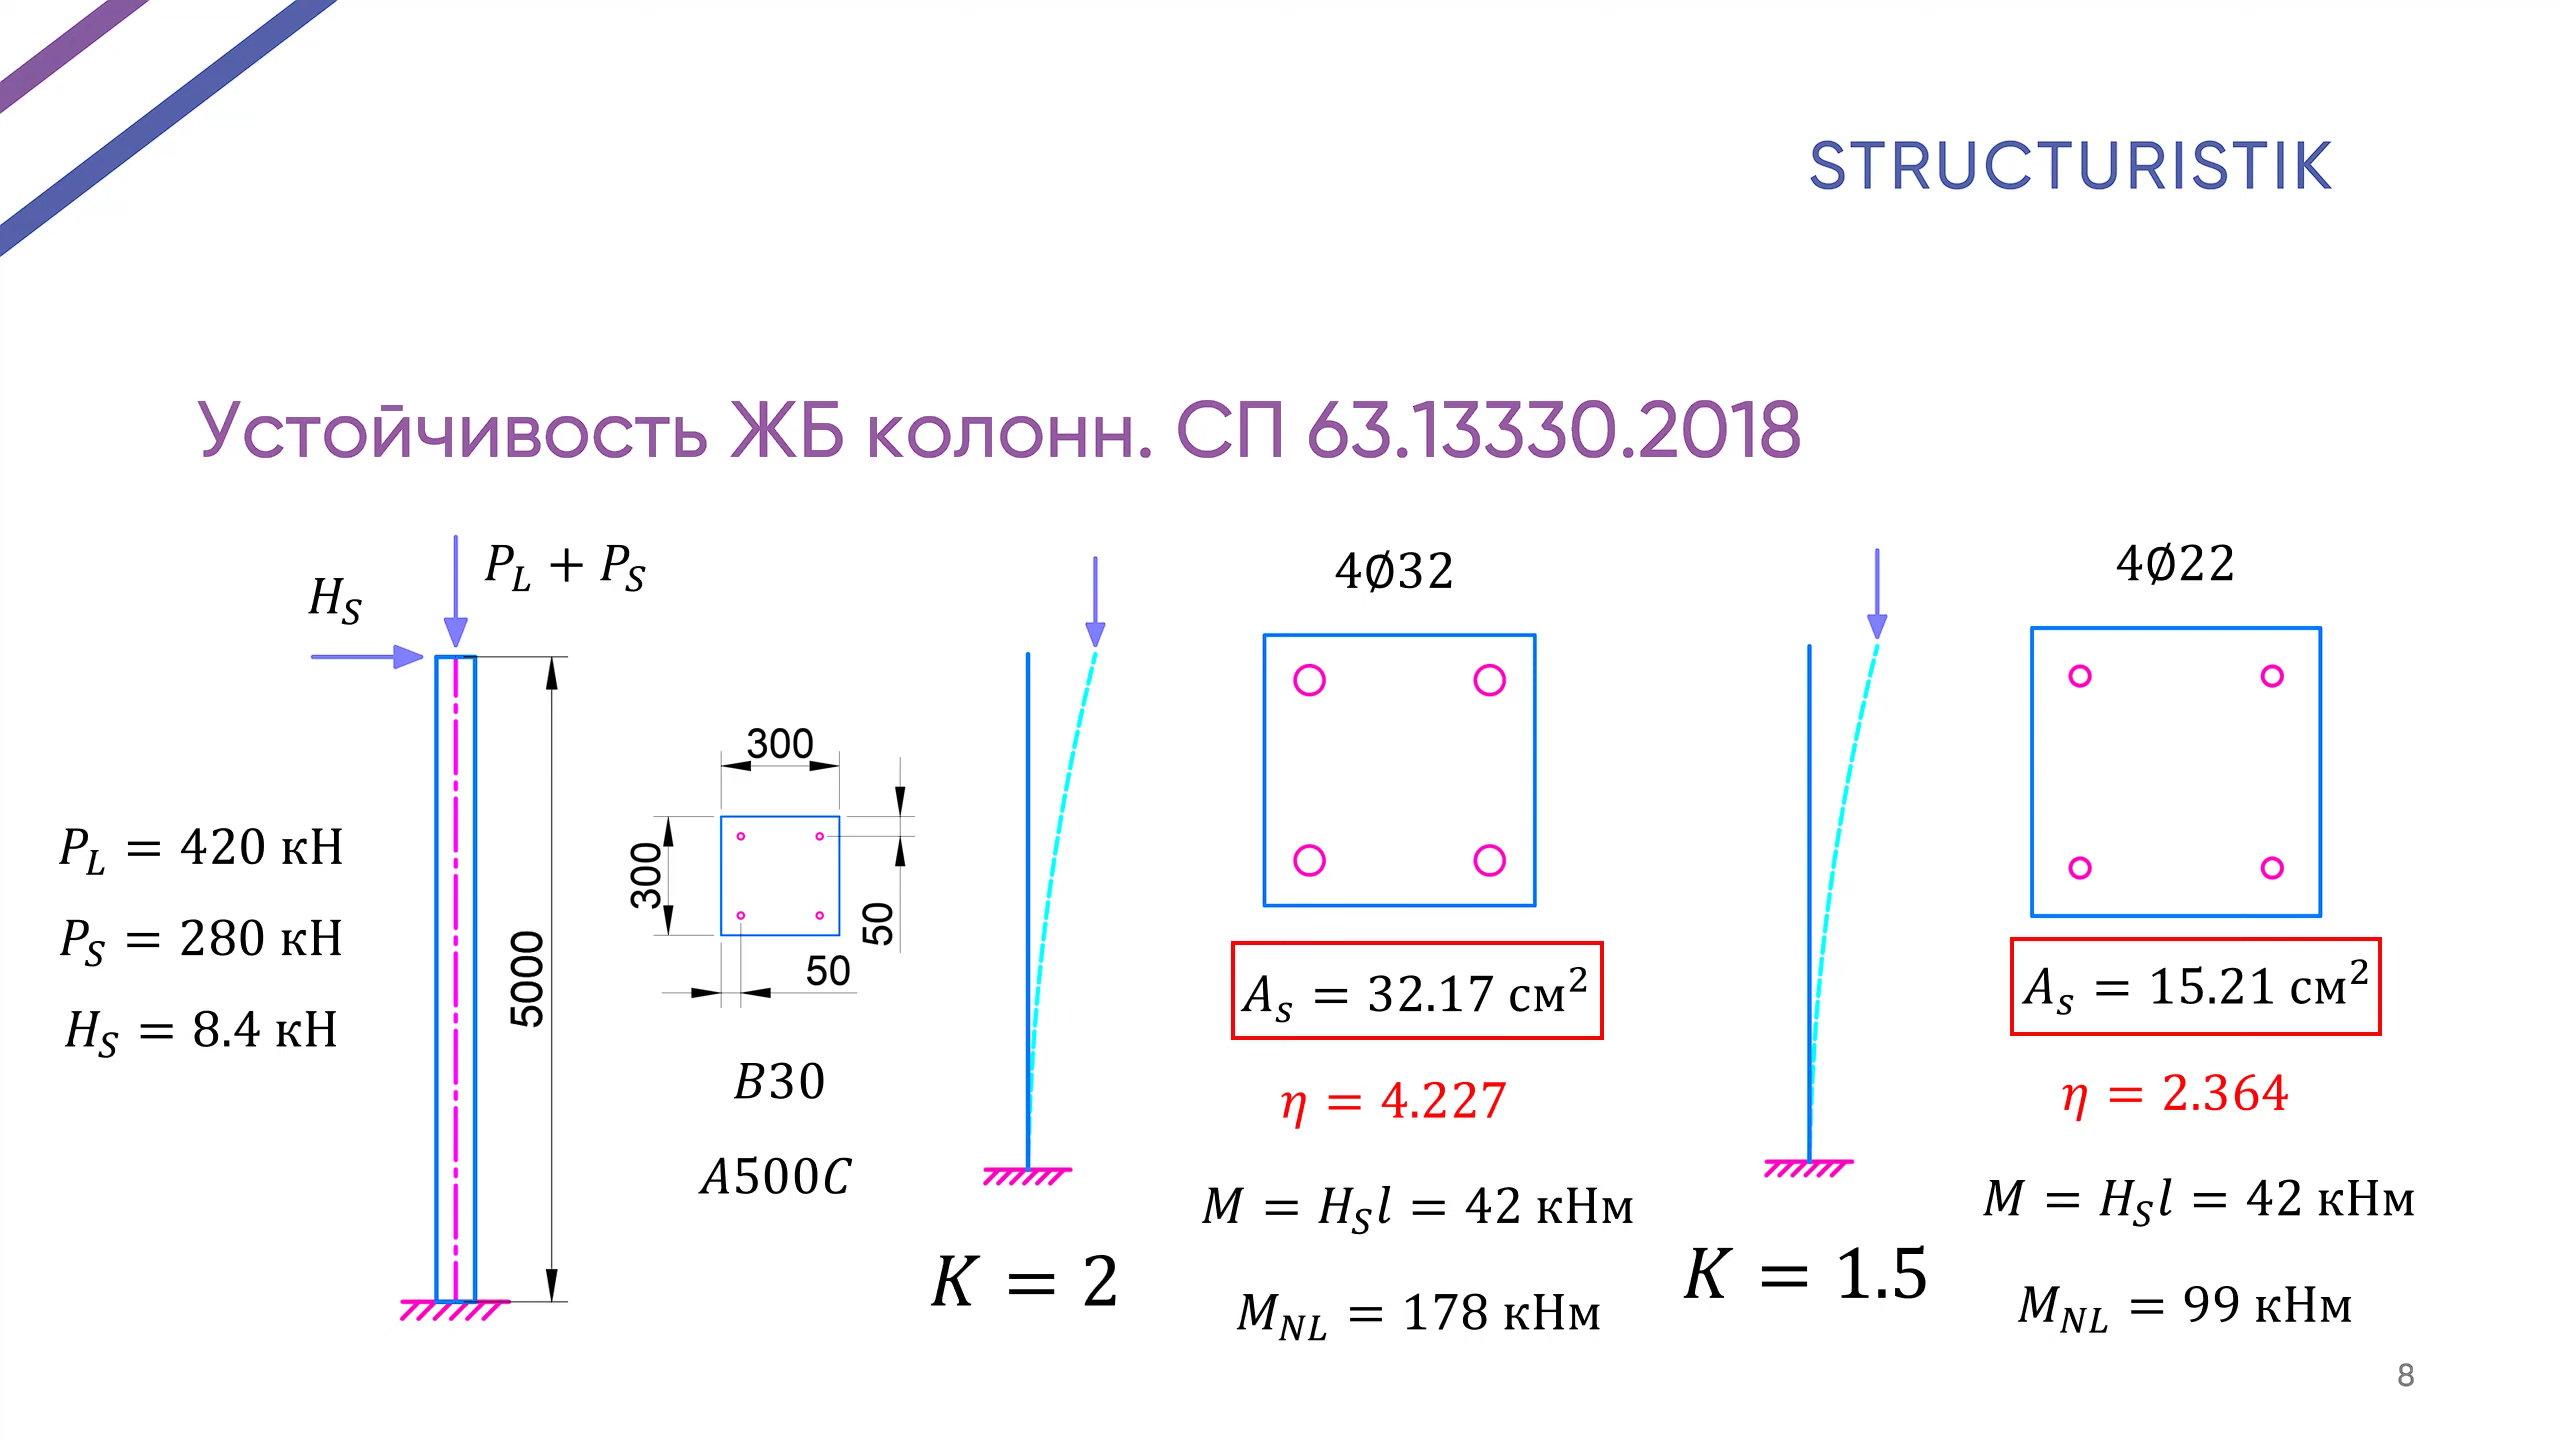 STRUCTURISTIK
Устойчивость ЖБ колонн. СП 63.13330.2018
H_S
P_L + P_S
P_L = 420 кН
P_S = 280 кН
H_S = 8.4 кН
5000
300
300
50
50
B30
A500C
K = 2
4Ø32
A_s = 32.17 см²
η = 4.227
M = H_S l = 42 кНм
M_NL = 178 кНм
K = 1.5
4Ø22
A_s = 15.21 см²
η = 2.364
M = H_S l = 42 кНм
M_NL = 99 кНм
8